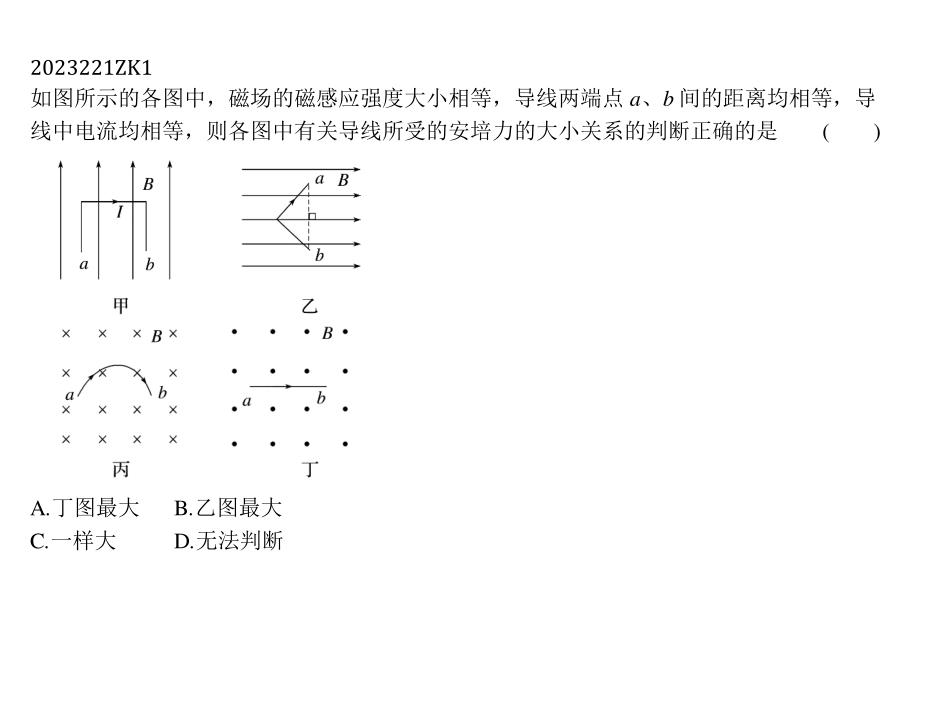 2023221ZK1
如图所示的各图中，磁场的磁感应强度大小相等，导线两端点 a、b 间的距离均相等，导
线中电流均相等，则各图中有关导线所受的安培力的大小关系的判断正确的是 ( )
B
I
a b
甲
a B
b
乙
B
a b
丙
B
a b
丁
A.丁图最大 B.乙图最大
C.一样大 D.无法判断